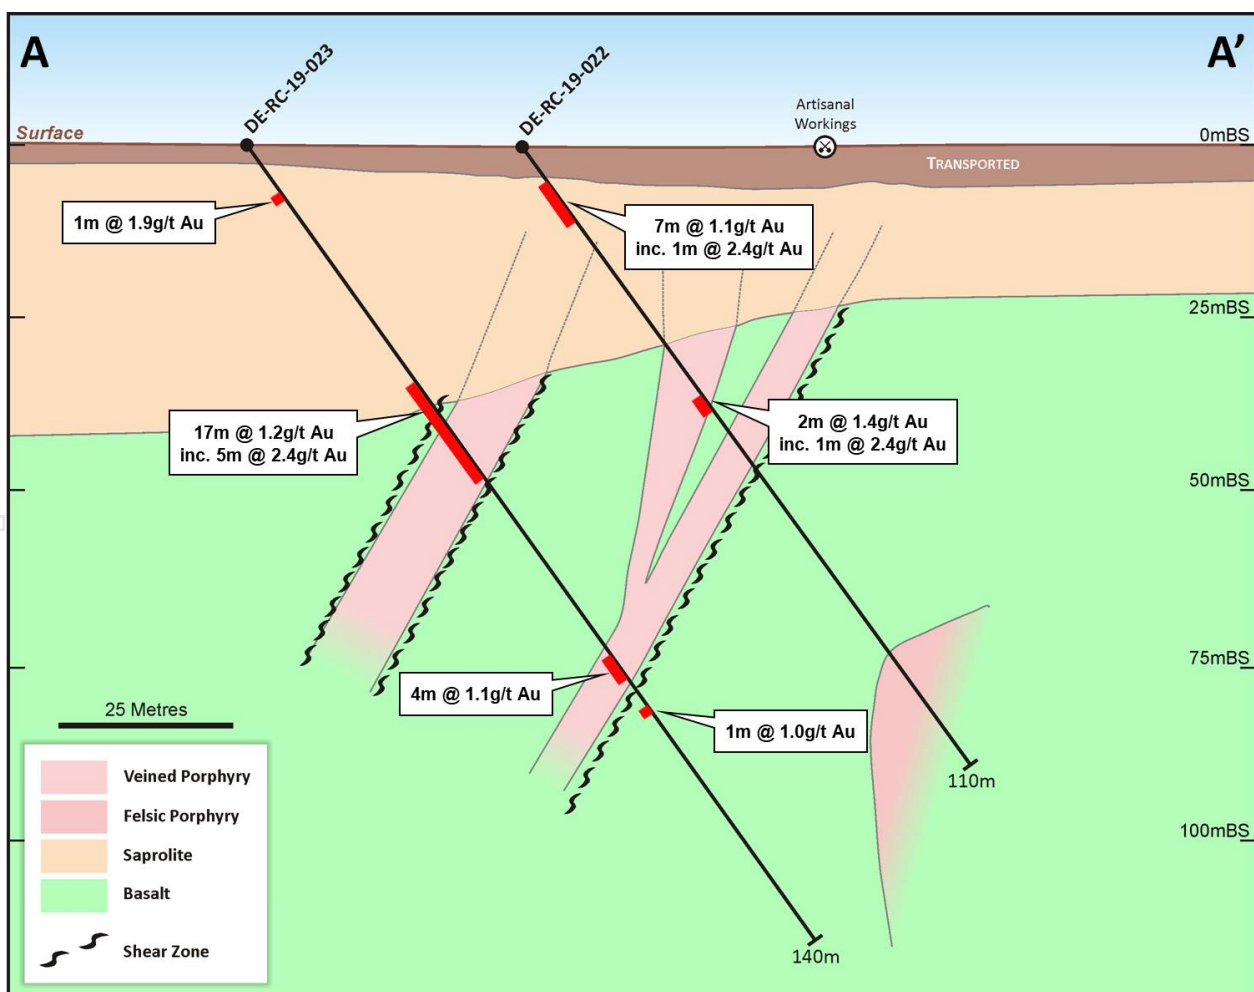 A
A’
DE-RC-19-023
DE-RC-19-022
Artisanal
Workings
Surface
0mBS
TRANSPORTED
1m @ 1.9g/t Au
7m @ 1.1g/t Au
inc. 1m @ 2.4g/t Au
25mBS
17m @ 1.2g/t Au
inc. 5m @ 2.4g/t Au
2m @ 1.4g/t Au
inc. 1m @ 2.4g/t Au
50mBS
75mBS
4m @ 1.1g/t Au
1m @ 1.0g/t Au
25 Metres
110m
100mBS
140m
Veined Porphyry
Felsic Porphyry
Saprolite
Basalt
Shear Zone